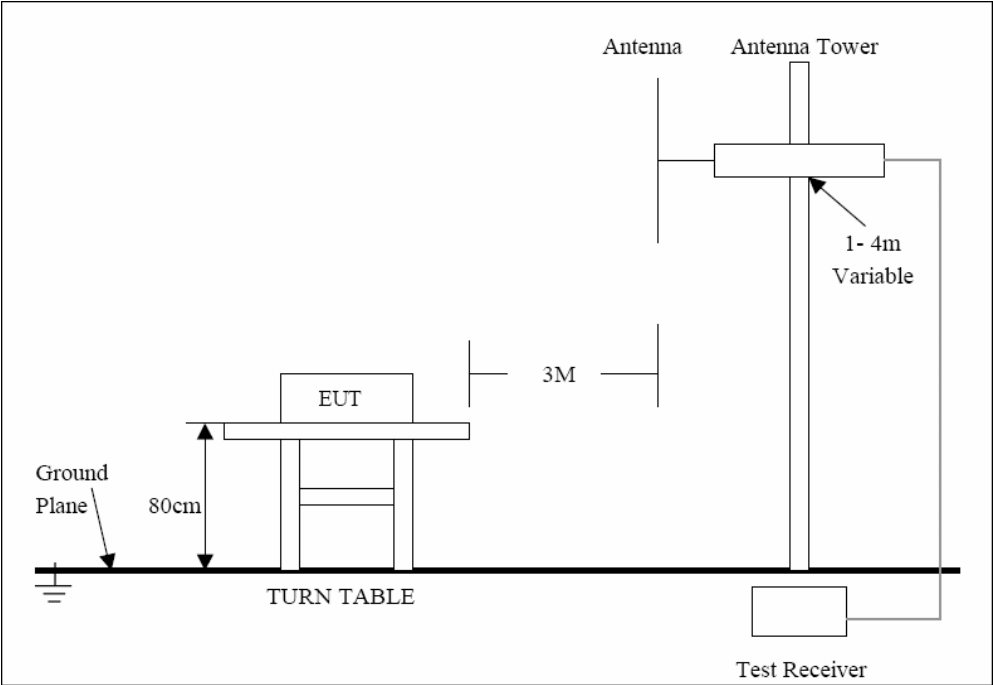 Antenna
Antenna Tower
1- 4m
Variable
3M
EUT
Ground
Plane
80cm
TURN TABLE
Test Receiver